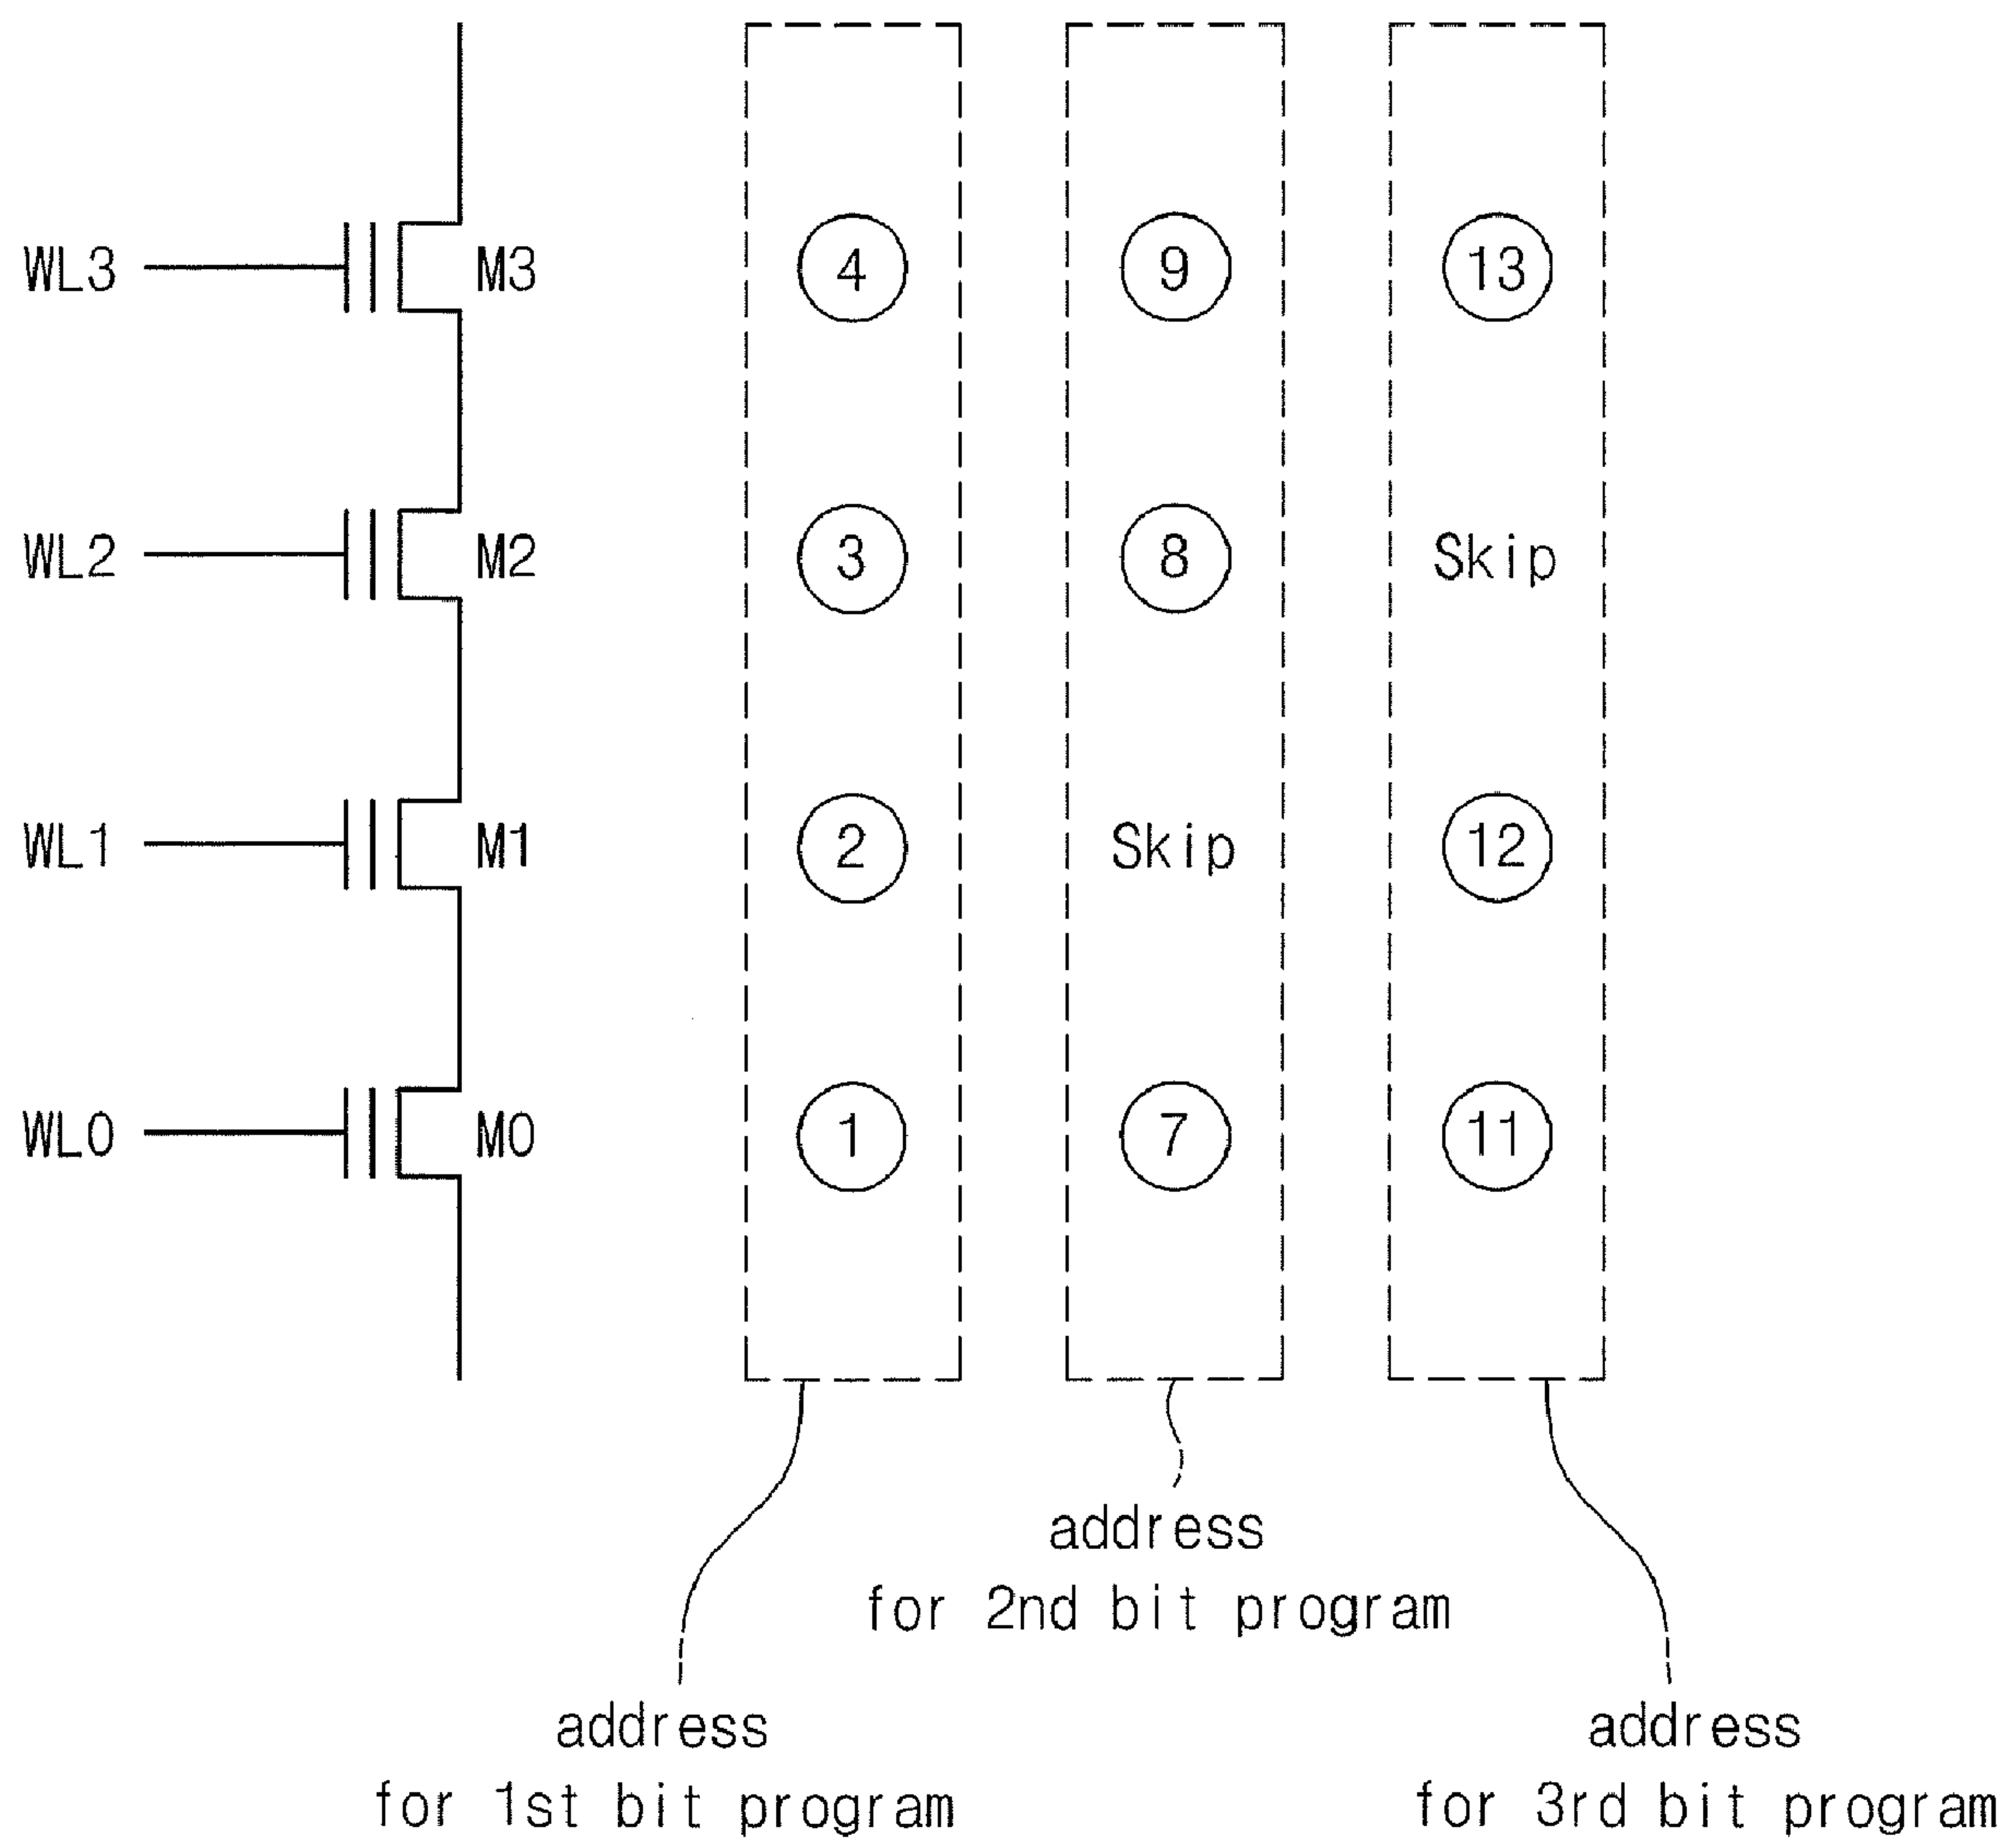 WL3 M3 4 9 13
WL2 M2 3 8 Skip
WL1 M1 2 Skip 12
WL0 M0 1 7 11
address
for 2nd bit program
address
for 1st bit program
address
for 3rd bit program